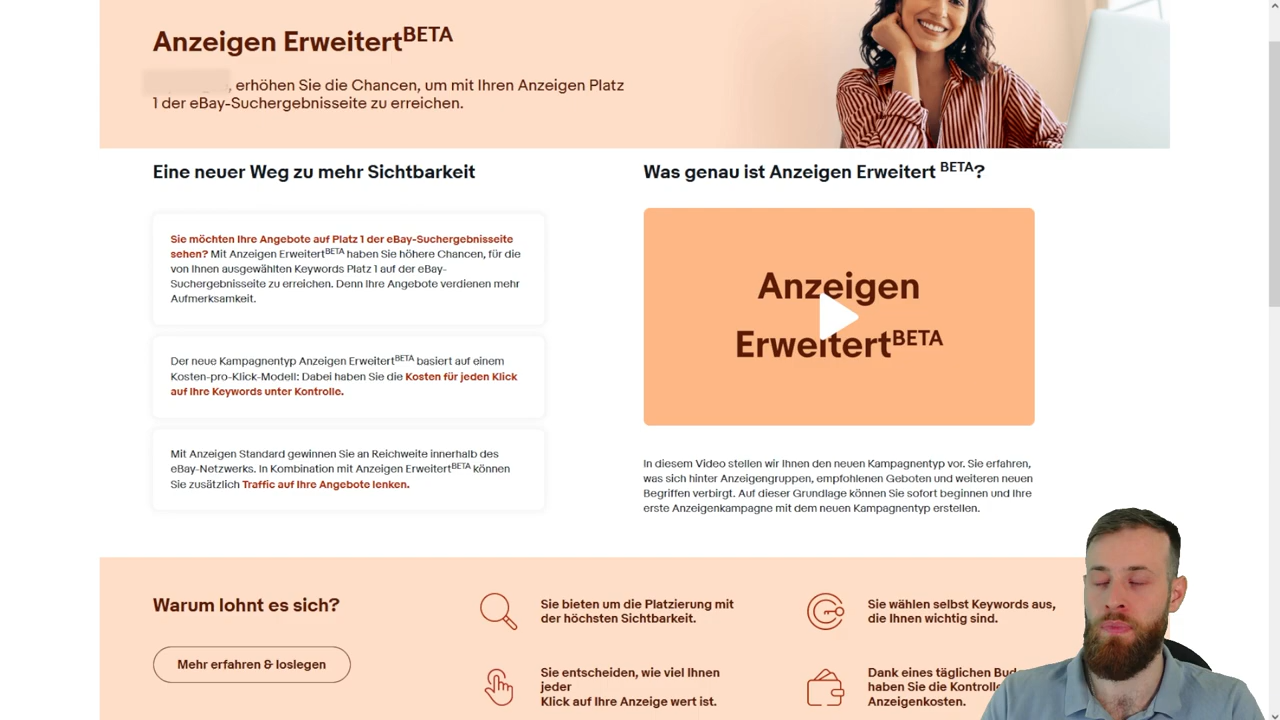 Anzeigen ErweitertBETA
, erhöhen Sie die Chancen, um mit Ihren Anzeigen Platz
1 der eBay-Suchergebnisseite zu erreichen.
Eine neuer Weg zu mehr Sichtbarkeit
Sie möchten Ihre Angebote auf Platz 1 der eBay-Suchergebnisseite
sehen? Mit Anzeigen ErweitertBETA haben Sie höhere Chancen, für die
von Ihnen ausgewählten Keywords Platz 1 auf der eBay-
Suchergebnisseite zu erreichen. Denn Ihre Angebote verdienen mehr
Aufmerksamkeit.
Der neue Kampagnentyp Anzeigen ErweitertBETA basiert auf einem
Kosten-pro-Klick-Modell: Dabei haben Sie die Kosten für jeden Klick
auf Ihre Keywords unter Kontrolle.
Mit Anzeigen Standard gewinnen Sie an Reichweite innerhalb des
eBay-Netzwerks. In Kombination mit Anzeigen ErweitertBETA können
Sie zusätzlich Traffic auf Ihre Angebote lenken.
Was genau ist Anzeigen Erweitert BETA?
Anzeigen
ErweitertBETA
In diesem Video stellen wir Ihnen den neuen Kampagnentyp vor. Sie erfahren,
was sich hinter Anzeigengruppen, empfohlenen Geboten und weiteren neuen
Begriffen verbirgt. Auf dieser Grundlage können Sie sofort beginnen und Ihre
erste Anzeigenkampagne mit dem neuen Kampagnentyp erstellen.
Warum lohnt es sich?
Mehr erfahren & loslegen
Sie bieten um die Platzierung mit
der höchsten Sichtbarkeit.
Sie wählen selbst Keywords aus,
die Ihnen wichtig sind.
Sie entscheiden, wie viel Ihnen
jeder
Klick auf Ihre Anzeige wert ist.
Dank eines täglichen
haben Sie die
Anzeigenkosten.